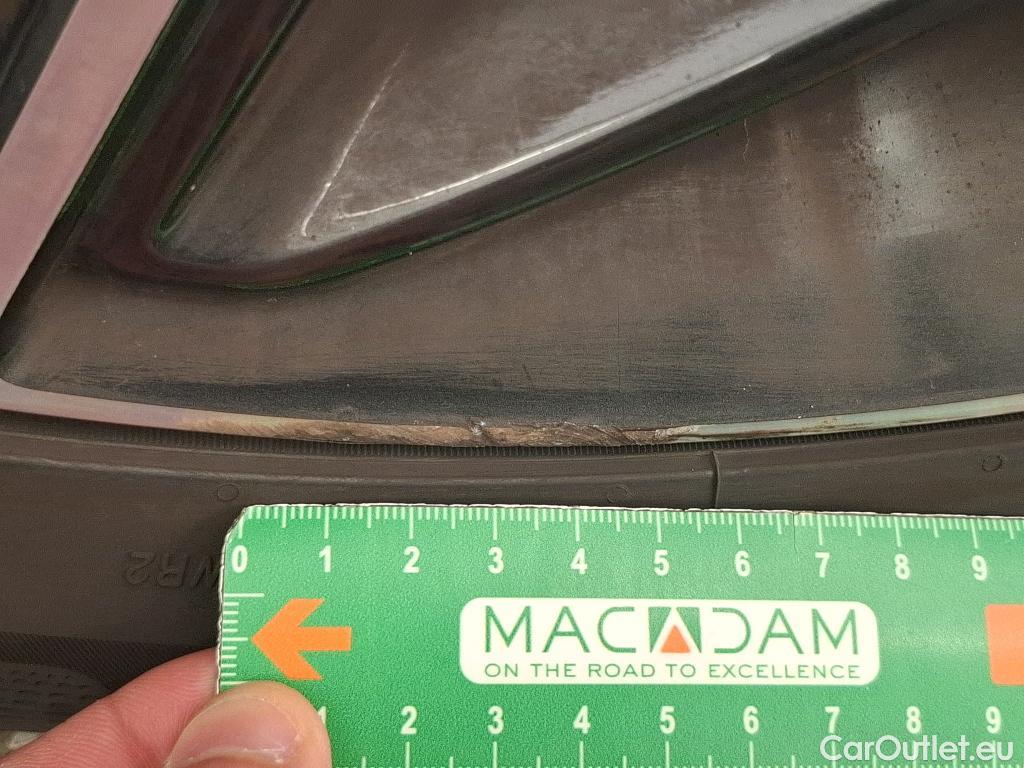 WR2
0 1 2 3 4 5 6 7 8 9
MACADAM
ON THE ROAD TO EXCELLENCE
1 2 3 4 5 6 7 8 9
CarOutlet.eu